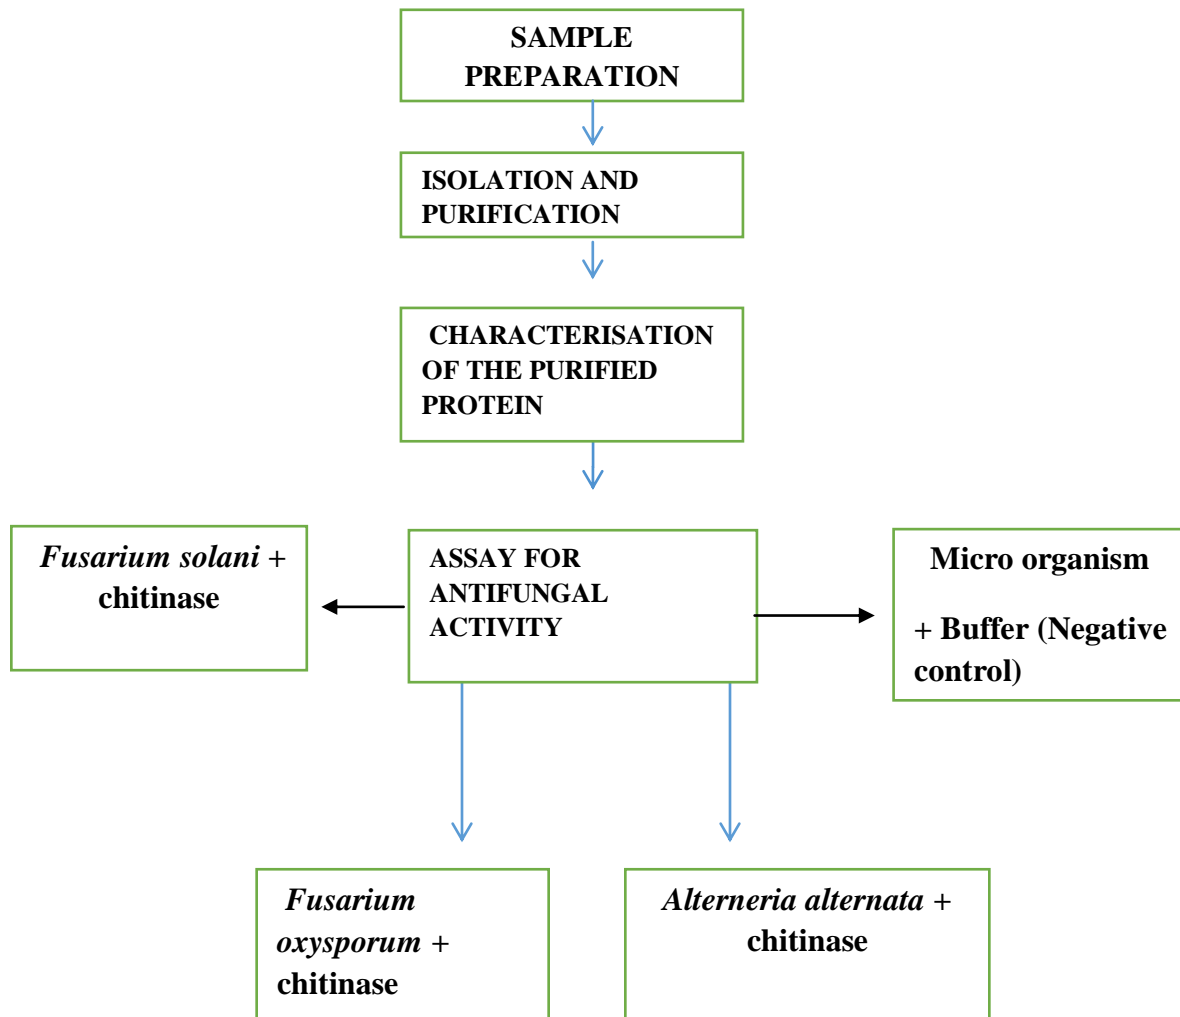 SAMPLE
PREPARATION
ISOLATION AND
PURIFICATION
CHARACTERISATION
OF THE PURIFIED
PROTEIN
Fusarium solani +
chitinase
ASSAY FOR
ANTIFUNGAL
ACTIVITY
Micro organism
+ Buffer (Negative
control)
Fusarium
oxysporum +
chitinase
Alterneria alternata +
chitinase